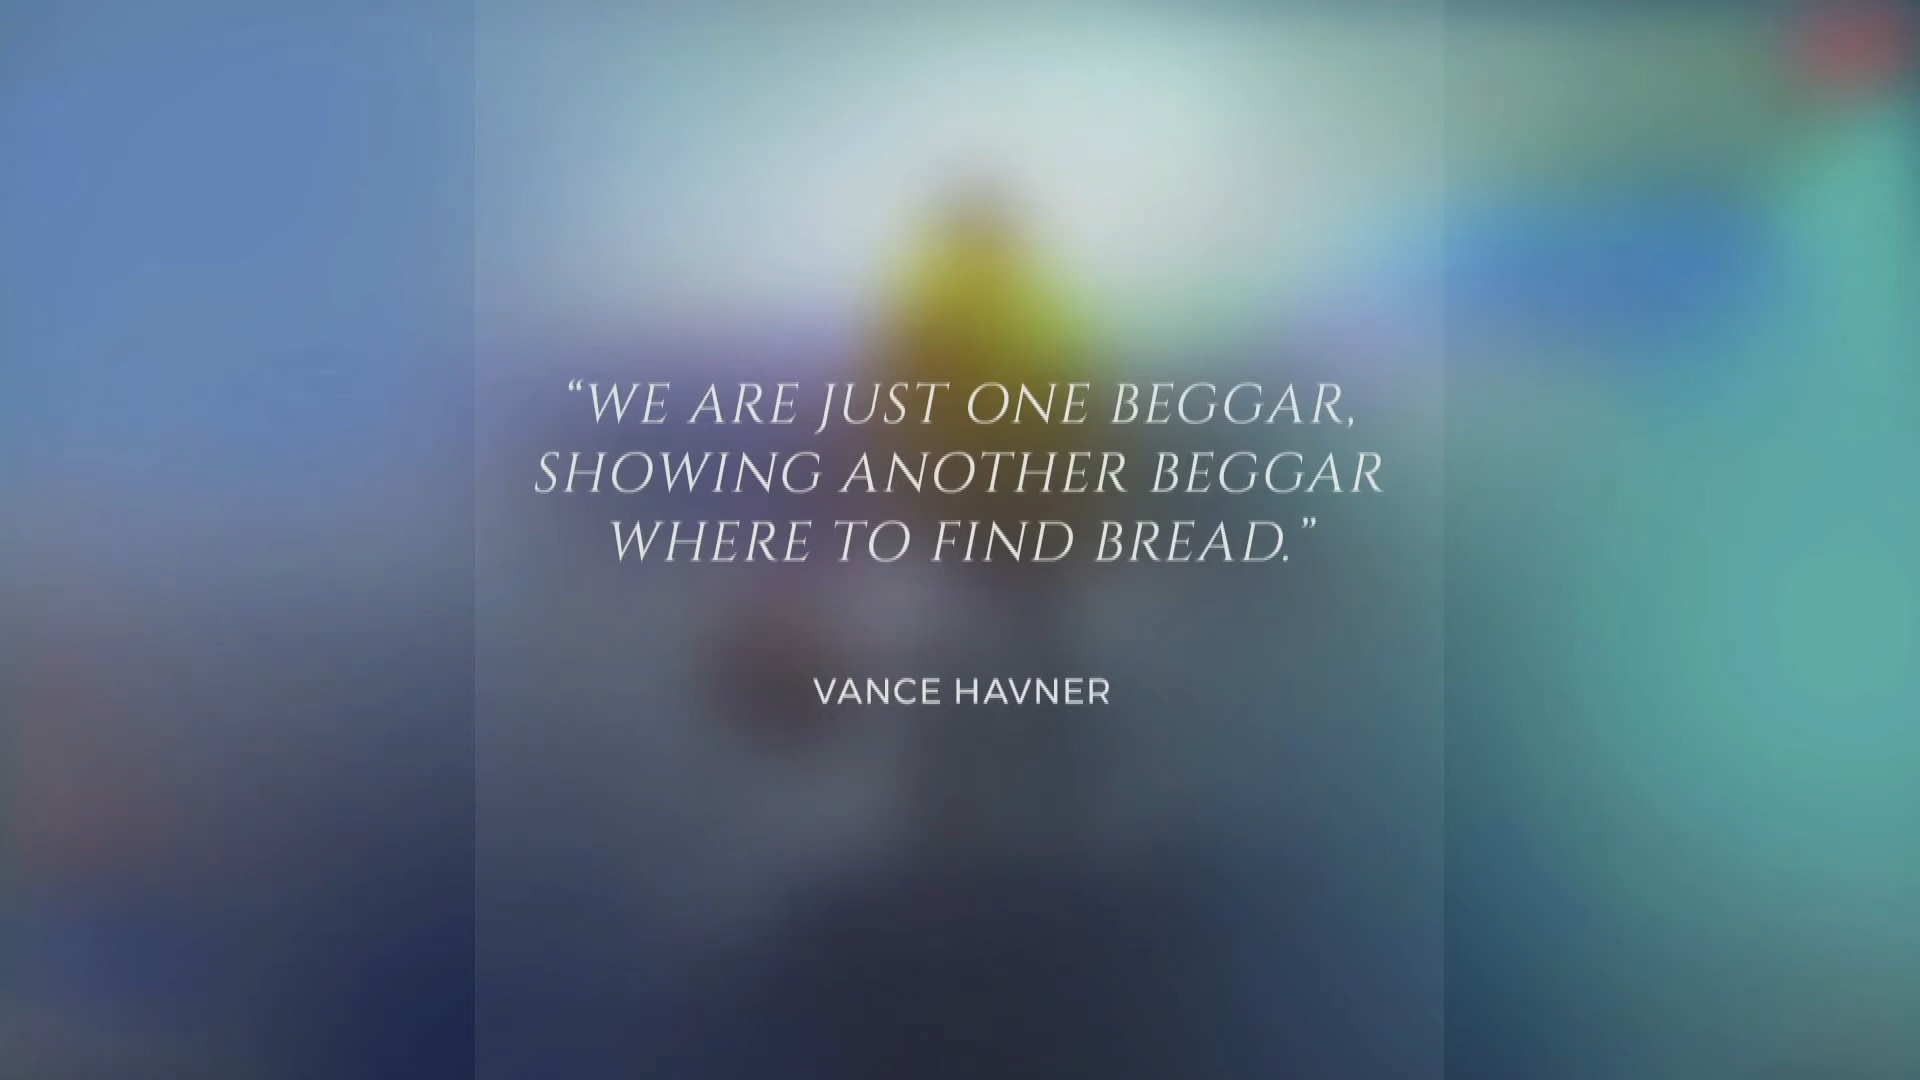 “WE ARE JUST ONE BEGGAR,
SHOWING ANOTHER BEGGAR
WHERE TO FIND BREAD.”
VANCE HAVNER